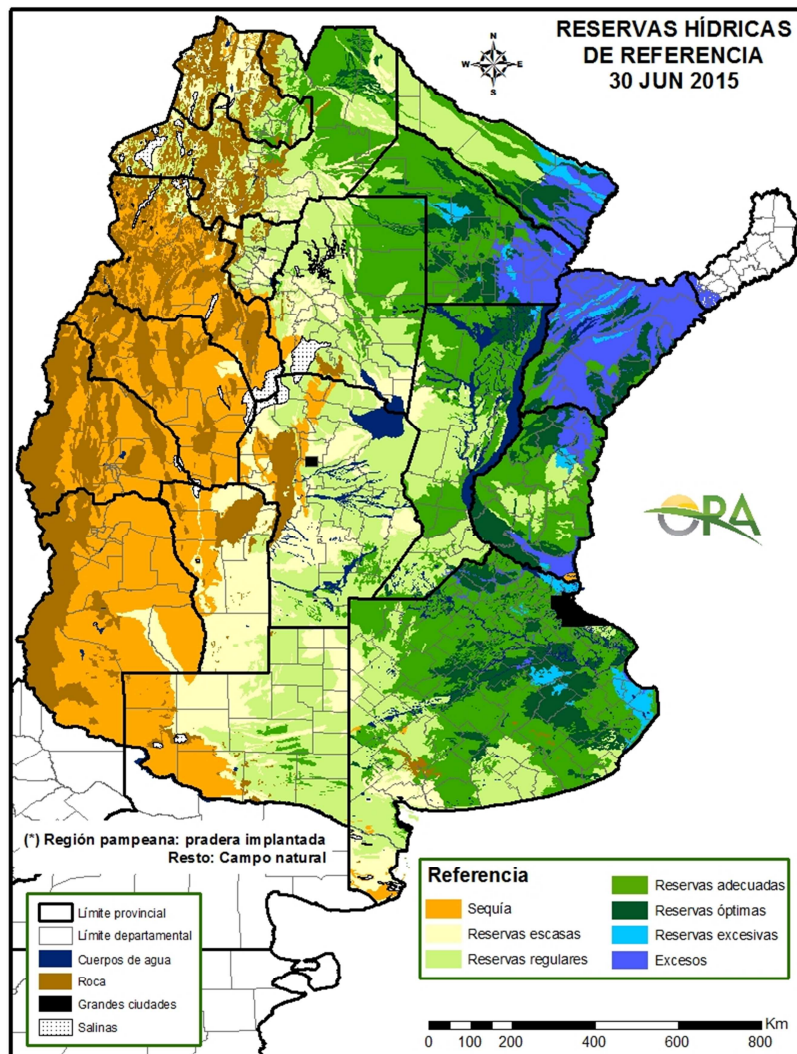 RESERVAS HÍDRICAS
DE REFERENCIA
30 JUN 2015
N
W
E
S
ORA
(*) Región pampeana: pradera implantada
Resto: Campo natural
Límite provincial
Límite departamental
Cuerpos de agua
Roca
Grandes ciudades
Salinas
Referencia
Sequía
Reservas escasas
Reservas regulares
Reservas adecuadas
Reservas óptimas
Reservas excesivas
Excesos
Km
0 100 200 400 600 800